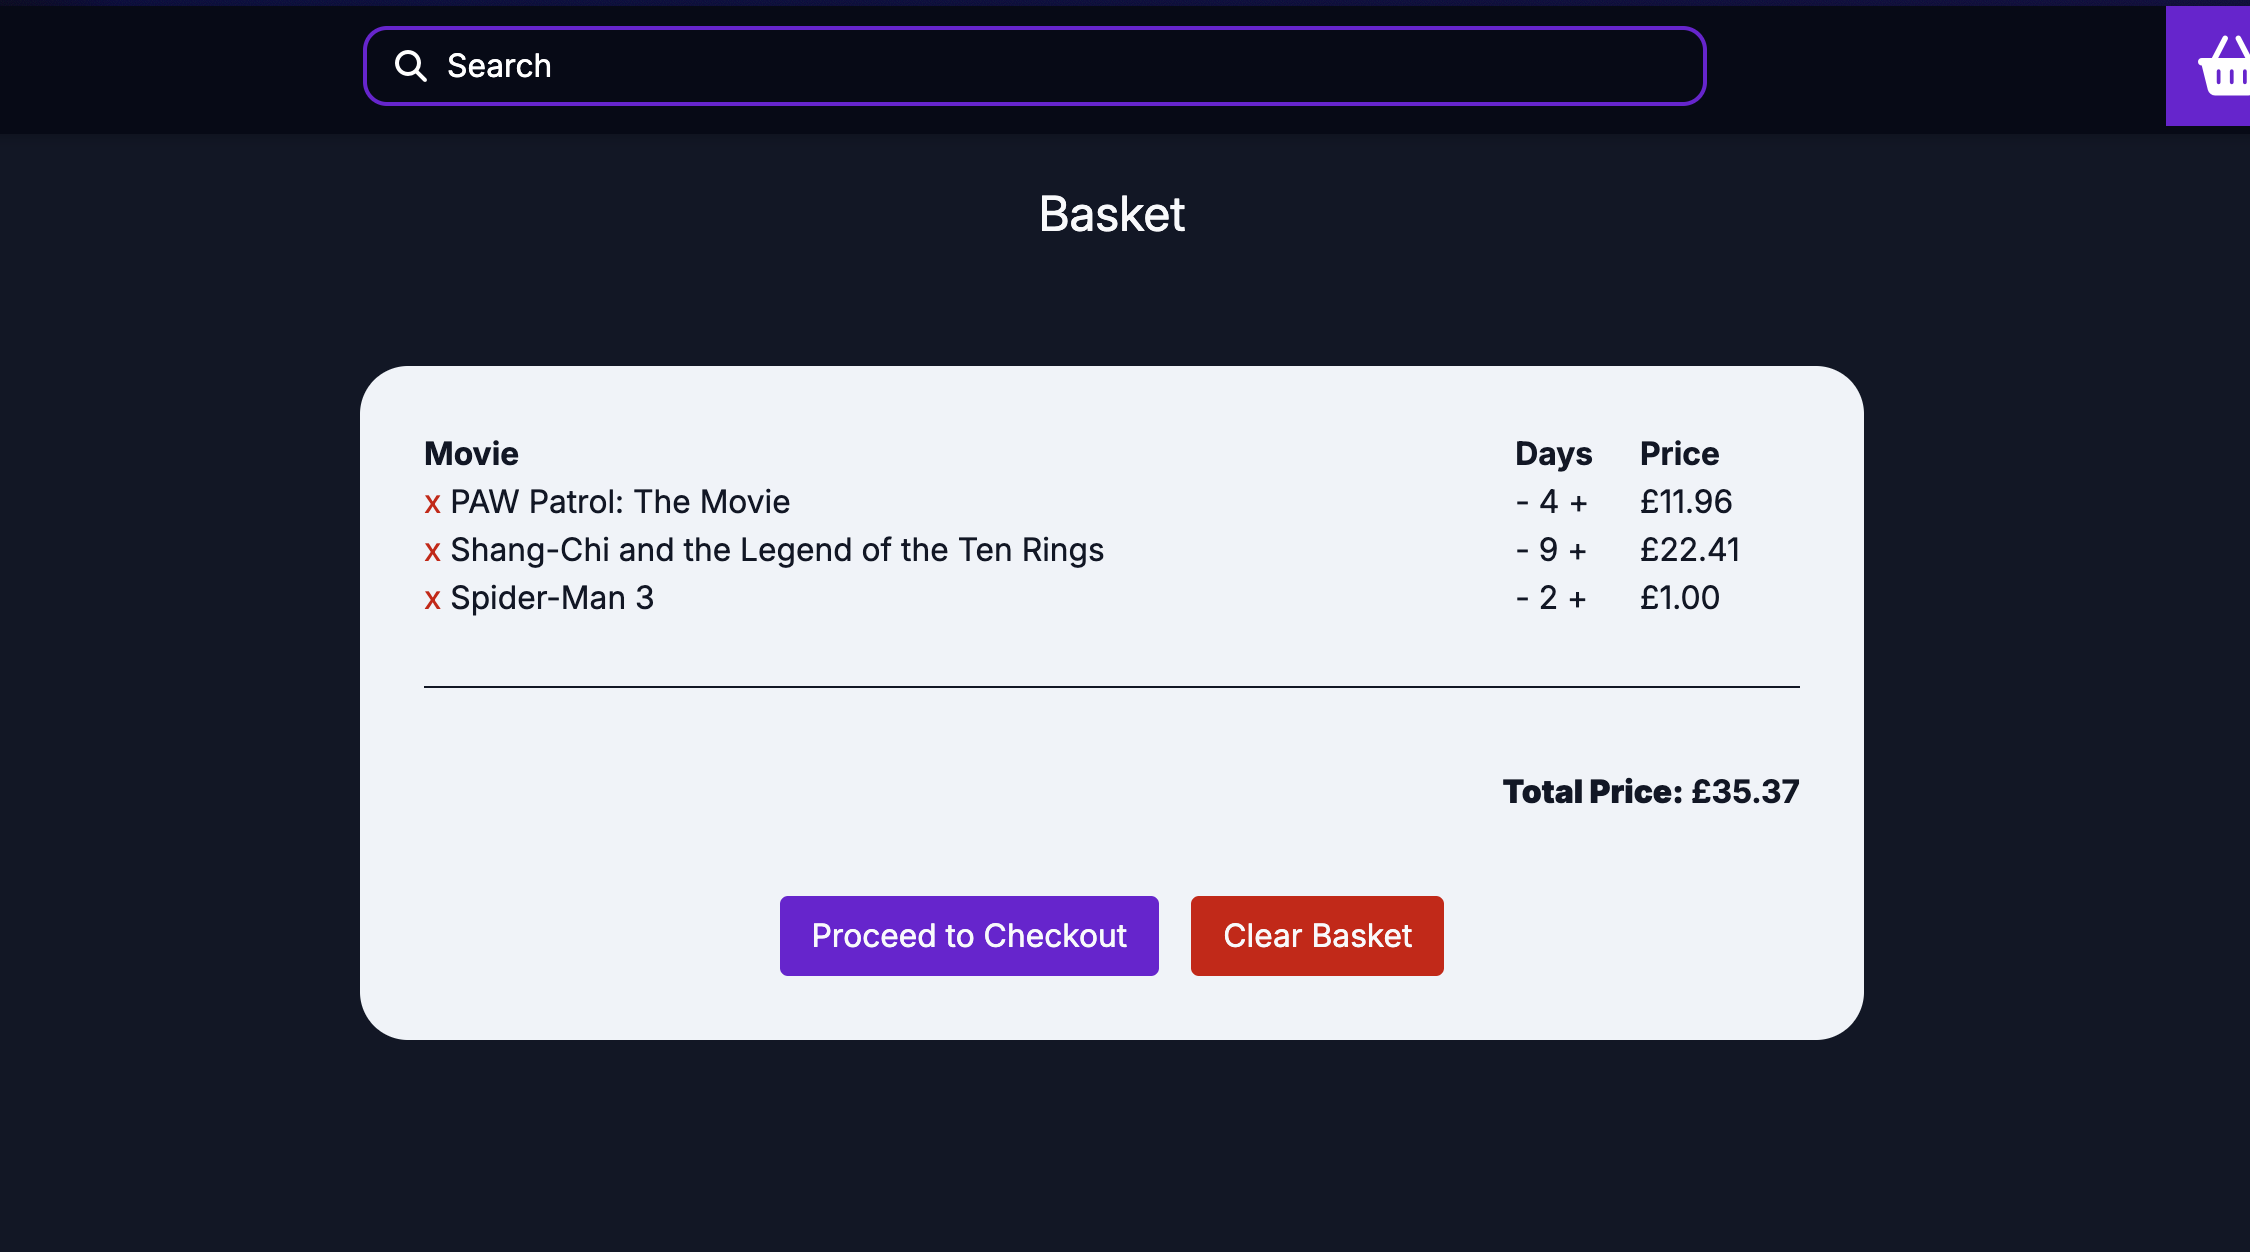 Search
Basket
Movie Days Price
x PAW Patrol: The Movie - 4 + £11.96
x Shang-Chi and the Legend of the Ten Rings - 9 + £22.41
x Spider-Man 3 - 2 + £1.00
Total Price: £35.37
Proceed to Checkout Clear Basket